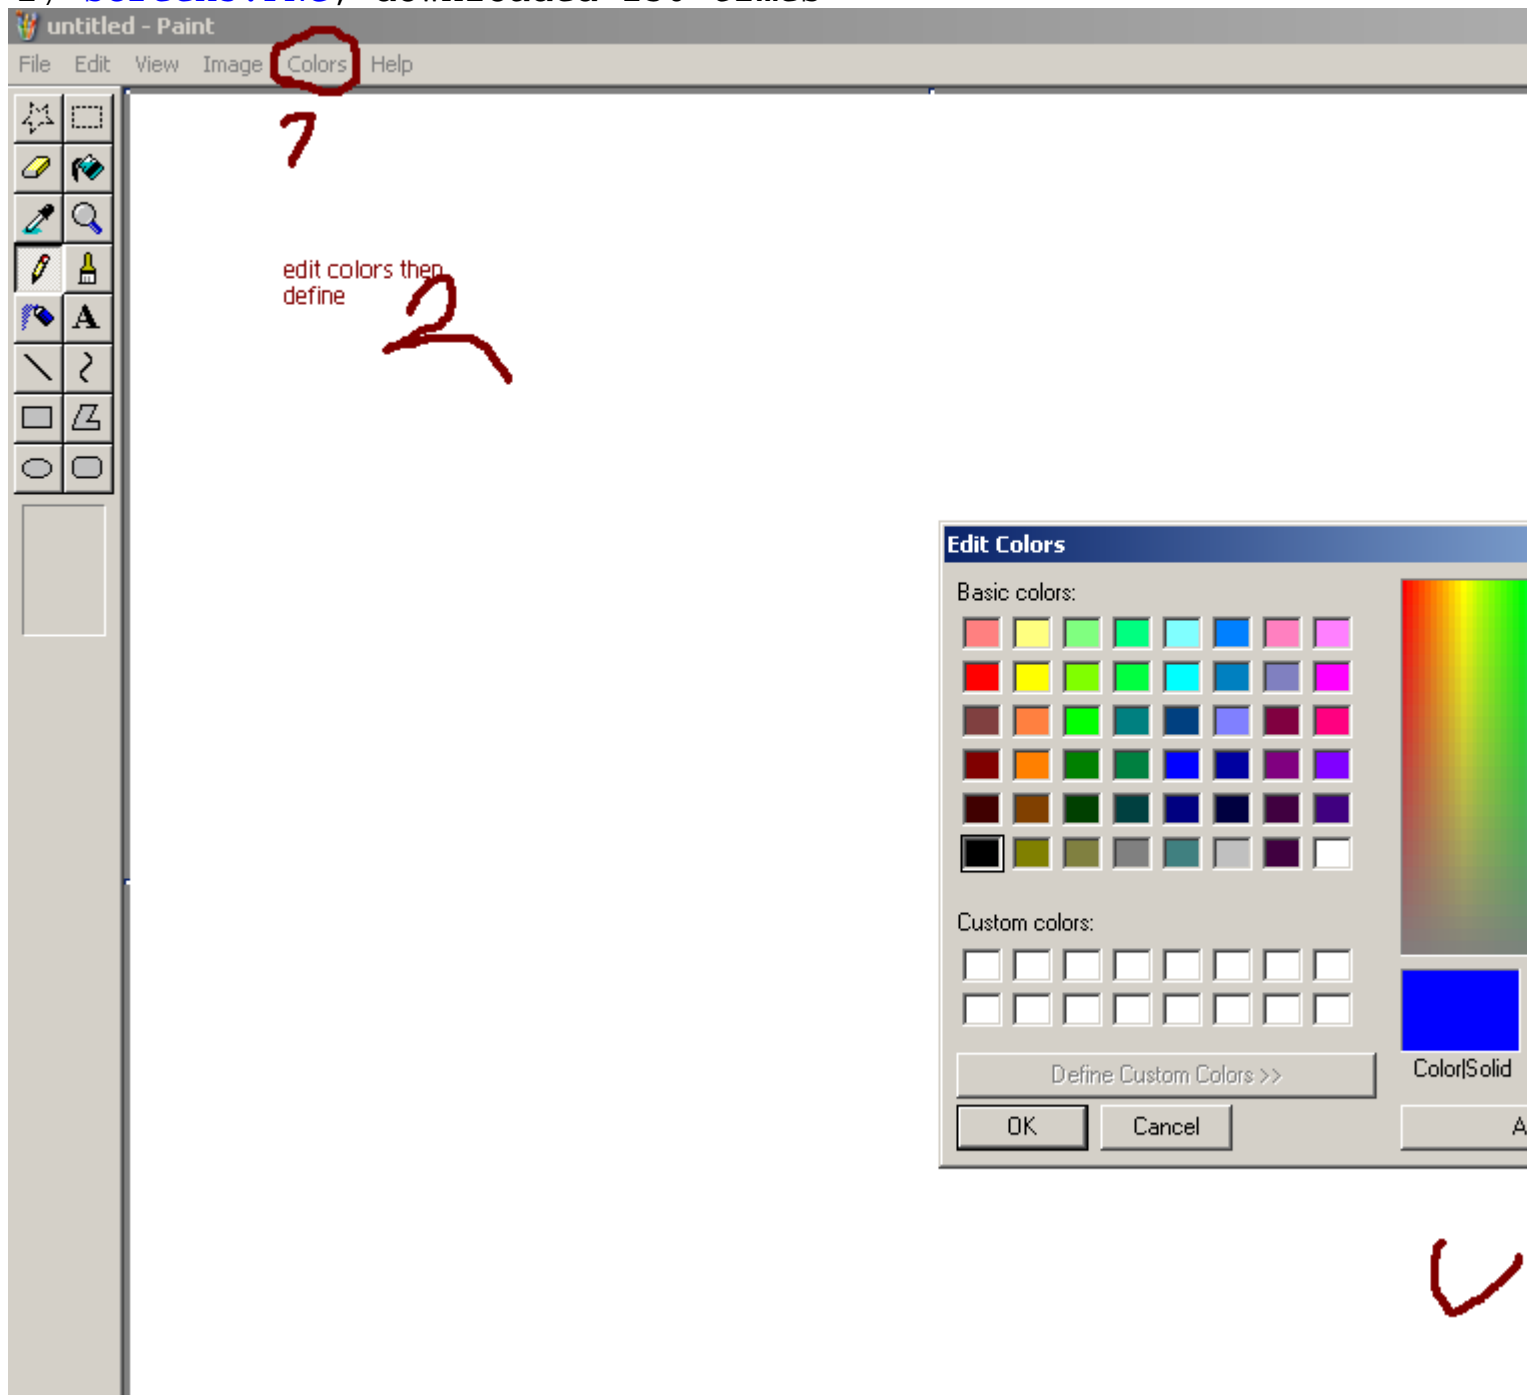 untitled - Paint
File Edit View Image Colors Help
1
edit colors then
define
2
Edit Colors
Basic colors:
Custom colors:
Define Custom Colors >>
Color|Solid
OK Cancel A